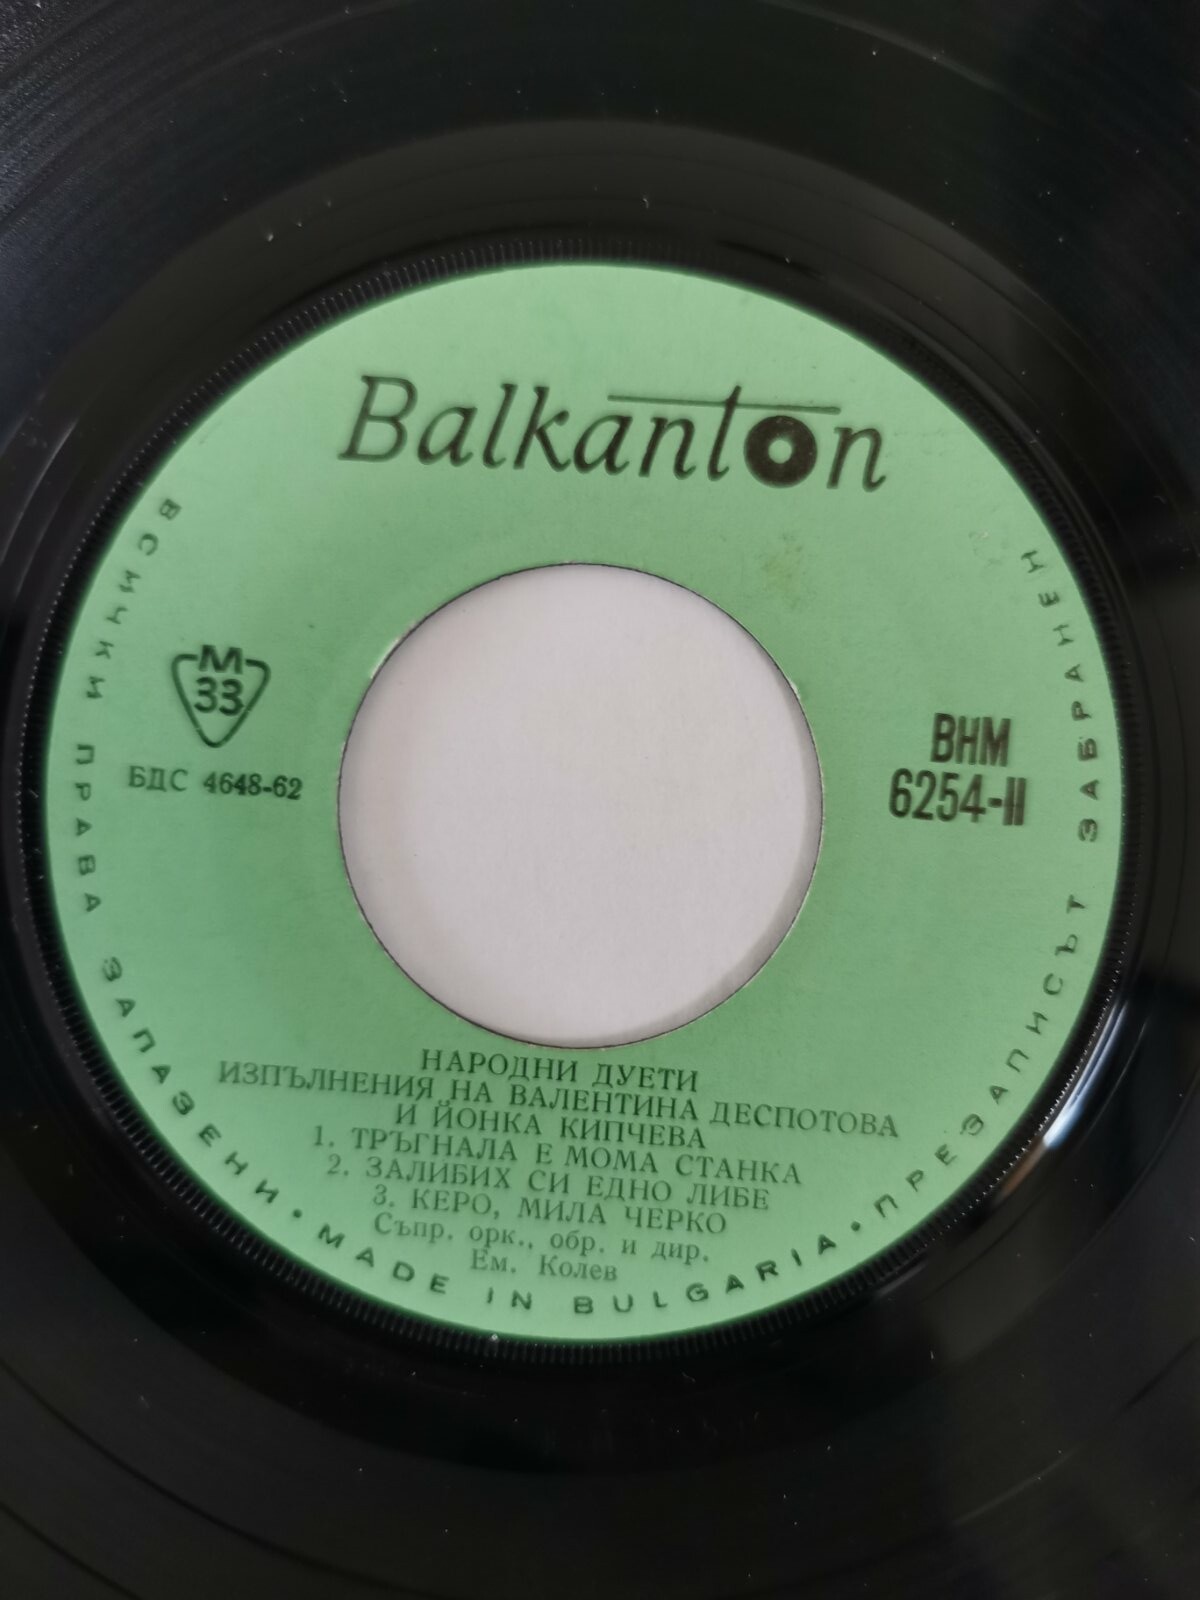 Balkanton
M
33
БДС 4648-62
ВНМ
6254-II
НАРОДНИ ДУЕТИ
ИЗПЪЛНЕНИЯ НА ВАЛЕНТИНА ДЕСПОТОВА
И ЙОНКА КИПЧЕВА
1. ТРЪГНАЛА Е МОМА СТАНКА
2. ЗАЛИБИХ СИ ЕДНО ЛИБЕ
3. КЕРО, МИЛА ЧЕРКО
Съпр. орк., обр. и дир.
Ем. Колев
ВСИЧКИ ПРАВА ЗАПАЗЕНИ • MADE IN BULGARIA • ПРЕЗАПИСЪТ ЗАБРАНЕН